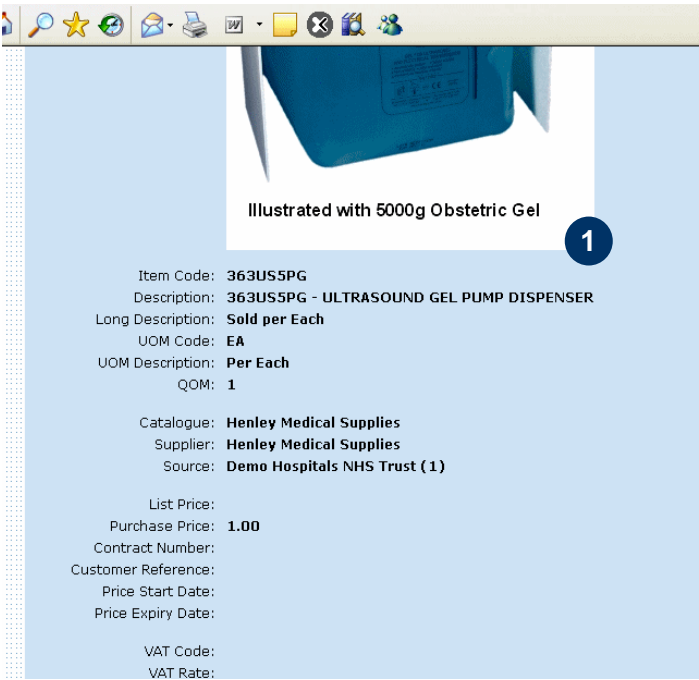 Illustrated with 5000g Obstetric Gel
1
Item Code: 363US5PG
Description: 363US5PG - ULTRASOUND GEL PUMP DISPENSER
Long Description: Sold per Each
UOM Code: EA
UOM Description: Per Each
QOM: 1
Catalogue: Henley Medical Supplies
Supplier: Henley Medical Supplies
Source: Demo Hospitals NHS Trust (1)
List Price:
Purchase Price: 1.00
Contract Number:
Customer Reference:
Price Start Date:
Price Expiry Date:
VAT Code:
VAT Rate: